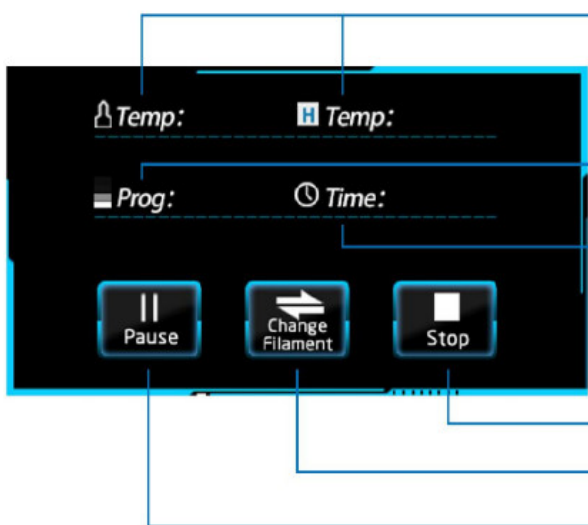 Temp: H Temp:
Prog: Time:
Pause
Change
Filament
Stop